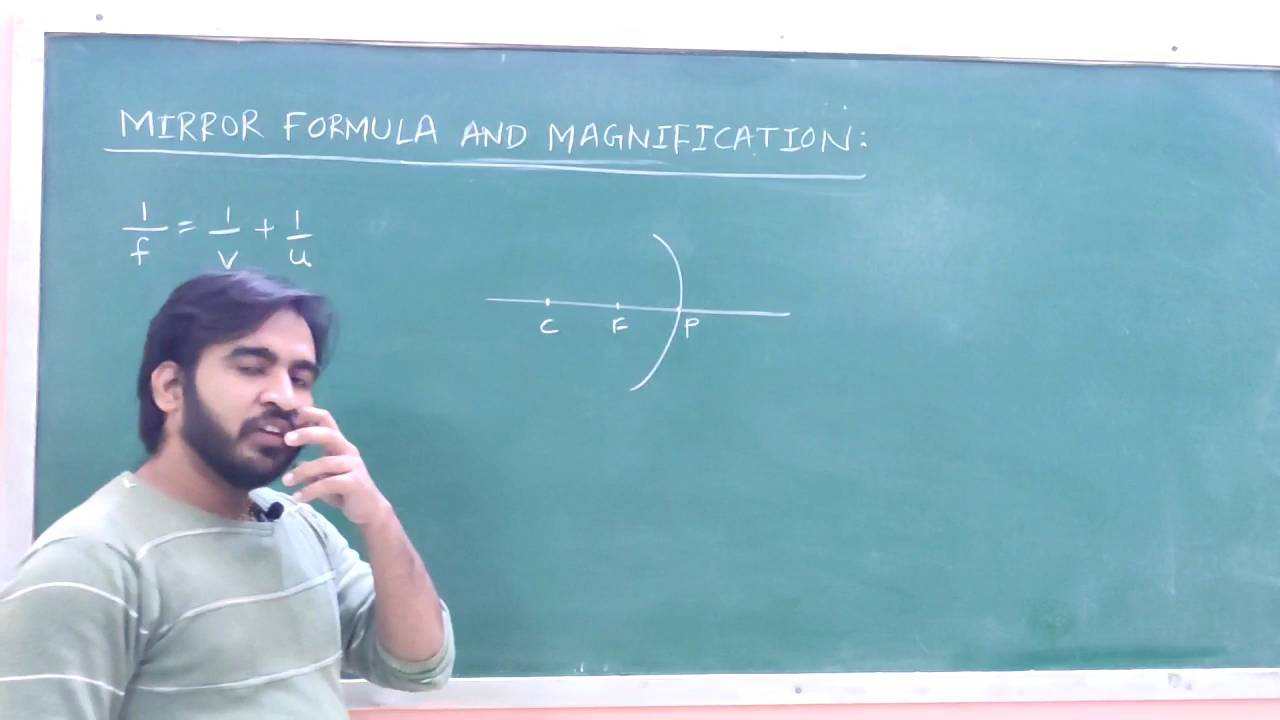 MIRROR FORMULA AND MAGNIFICATION:
1/f = 1/v + 1/u
C F P